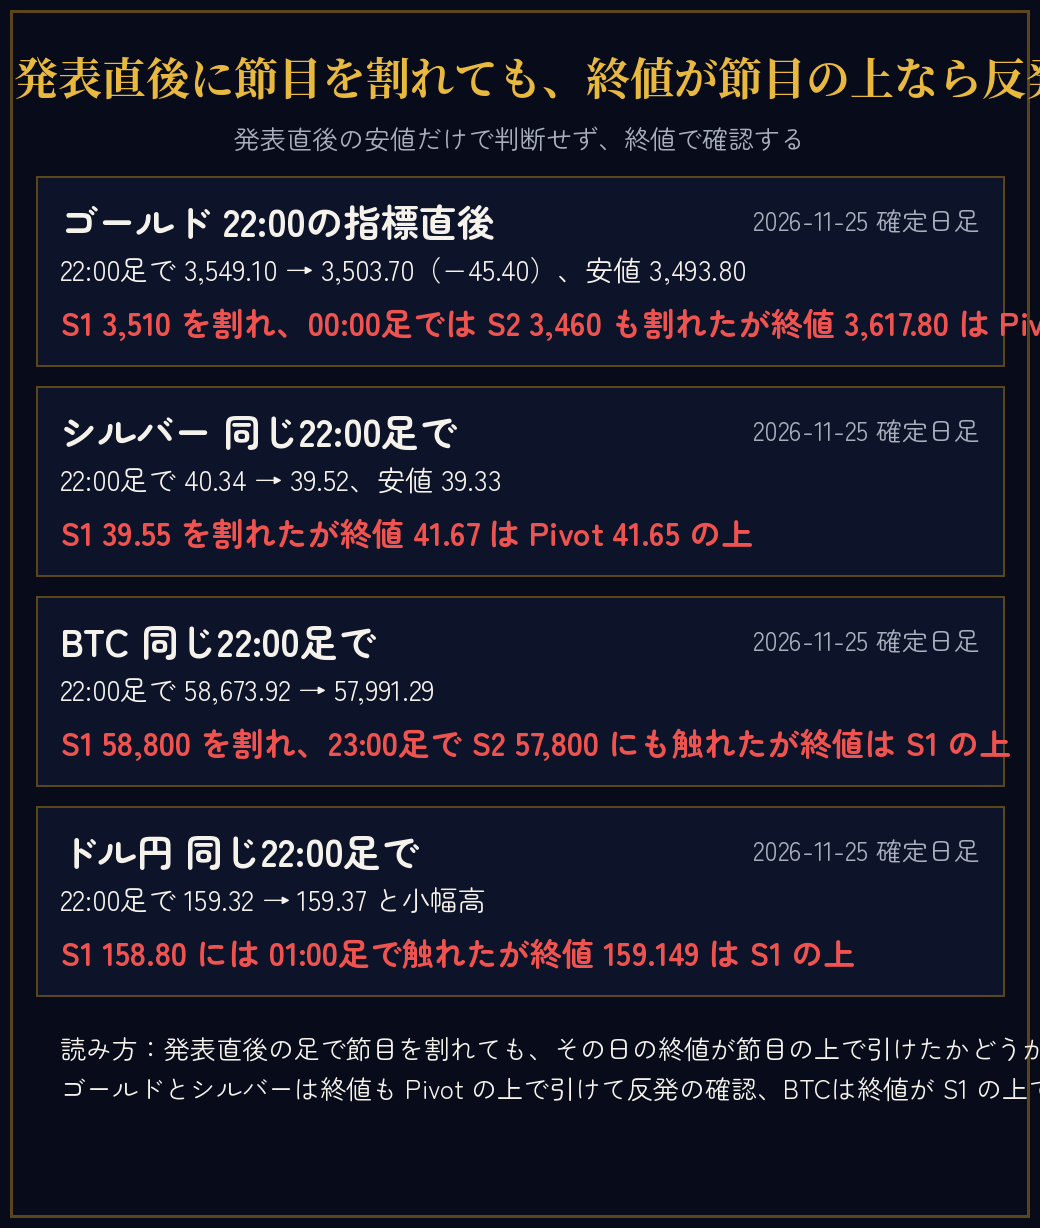 発表直後に節目を割れても、終値が節目の上なら反発
発表直後の安値だけで判断せず、終値で確認する
ゴールド 22:00の指標直後
2026-11-25 確定日足
22:00足で 3,549.10 → 3,503.70（−45.40）、安値 3,493.80
S1 3,510 を割れ、00:00足では S2 3,460 も割れたが終値 3,617.80 は Piv
シルバー 同じ22:00足で
2026-11-25 確定日足
22:00足で 40.34 → 39.52、安値 39.33
S1 39.55 を割れたが終値 41.67 は Pivot 41.65 の上
BTC 同じ22:00足で
2026-11-25 確定日足
22:00足で 58,673.92 → 57,991.29
S1 58,800 を割れ、23:00足で S2 57,800 にも触れたが終値は S1 の上
ドル円 同じ22:00足で
2026-11-25 確定日足
22:00足で 159.32 → 159.37 と小幅高
S1 158.80 には 01:00足で触れたが終値 159.149 は S1 の上
読み方：発表直後の足で節目を割れても、その日の終値が節目の上で引けたかどうか
ゴールドとシルバーは終値も Pivot の上で引けて反発の確認、BTCは終値が S1 の上で